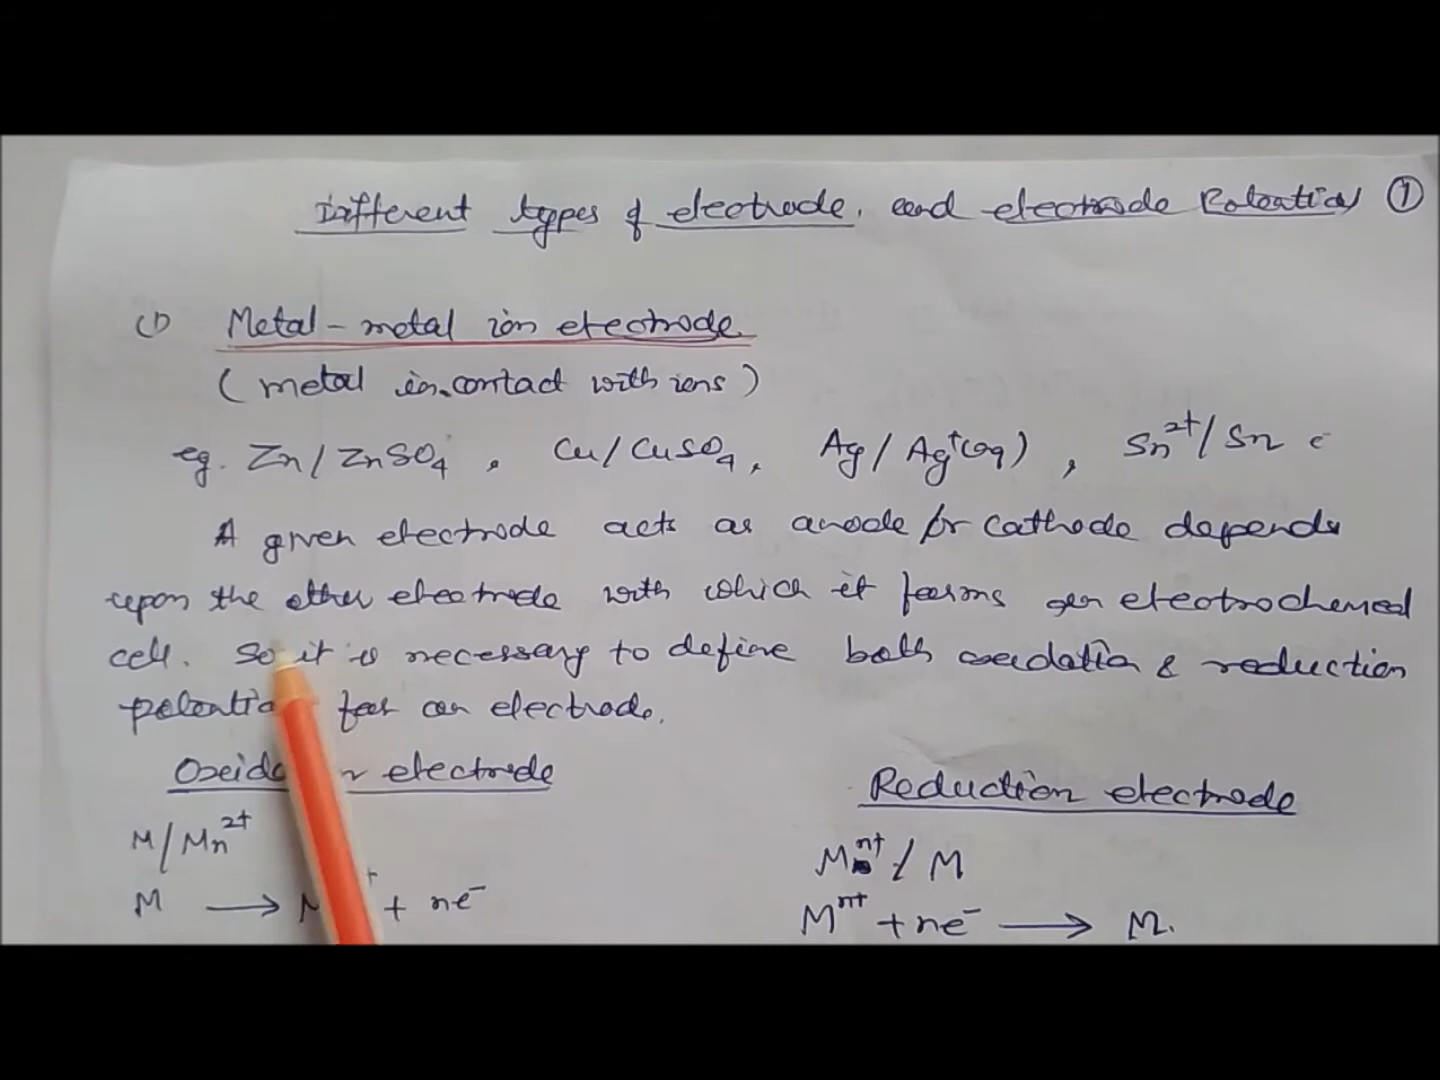 Different types of electrode and electrode Potential ①
(1) Metal - metal ion electrode
(metal in contact with ions)
eg. Zn/ZnSO₄, Cu/CuSO₄, Ag/Ag⁺(aq), Sn²⁺/Sn
A given electrode acts as anode or cathode depends
upon the other electrode with which it forms an electrochemical
cell. So it is necessary to define both oxidation & reduction
potential for an electrode.
electrode
Reduction electrode
M/Mn²⁺
Mⁿ⁺/M
M → + ne⁻
Mⁿ⁺ + ne⁻ → M.